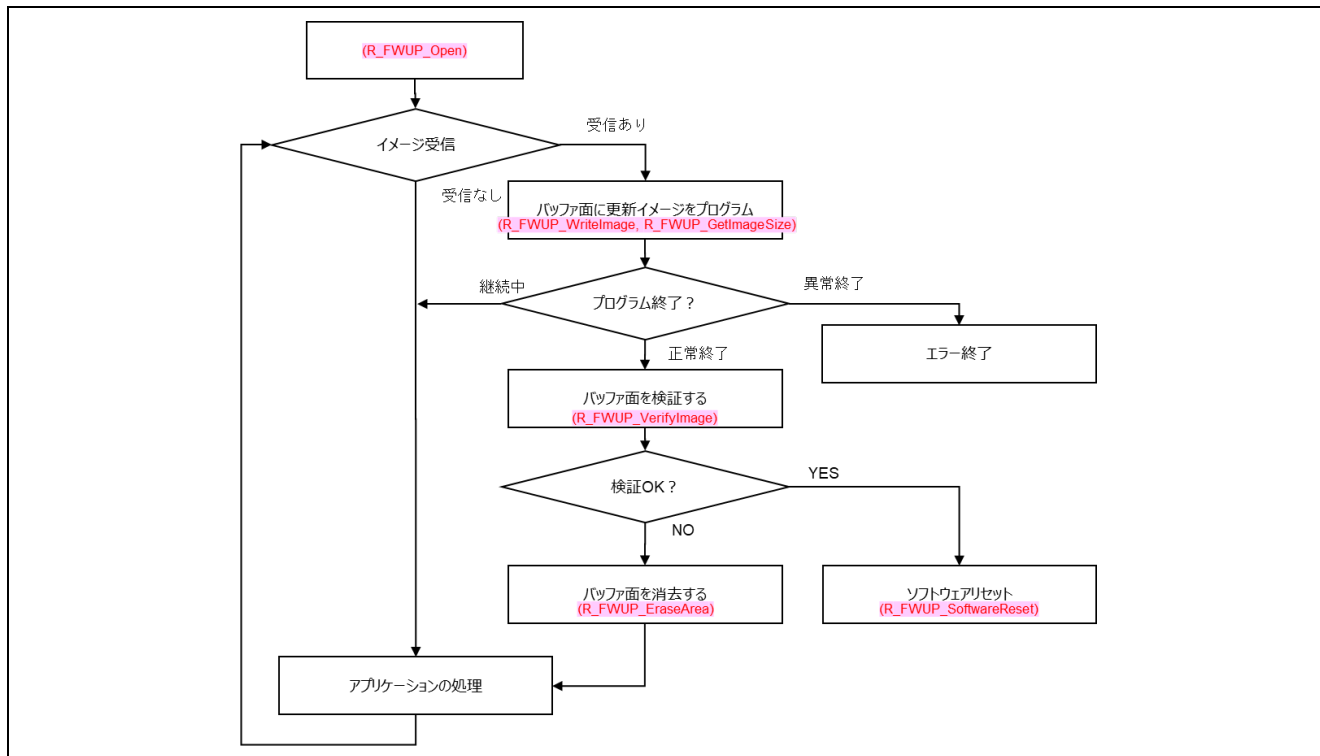 (R_FWUP_Open)
イメージ受信
受信あり
受信なし
バッファ面に更新イメージをプログラム
(R_FWUP_WriteImage, R_FWUP_GetImageSize)
継続中
プログラム終了？
異常終了
エラー終了
正常終了
バッファ面を検証する
(R_FWUP_VerifyImage)
検証OK？
YES
NO
バッファ面を消去する
(R_FWUP_EraseArea)
ソフトウェアリセット
(R_FWUP_SoftwareReset)
アプリケーションの処理